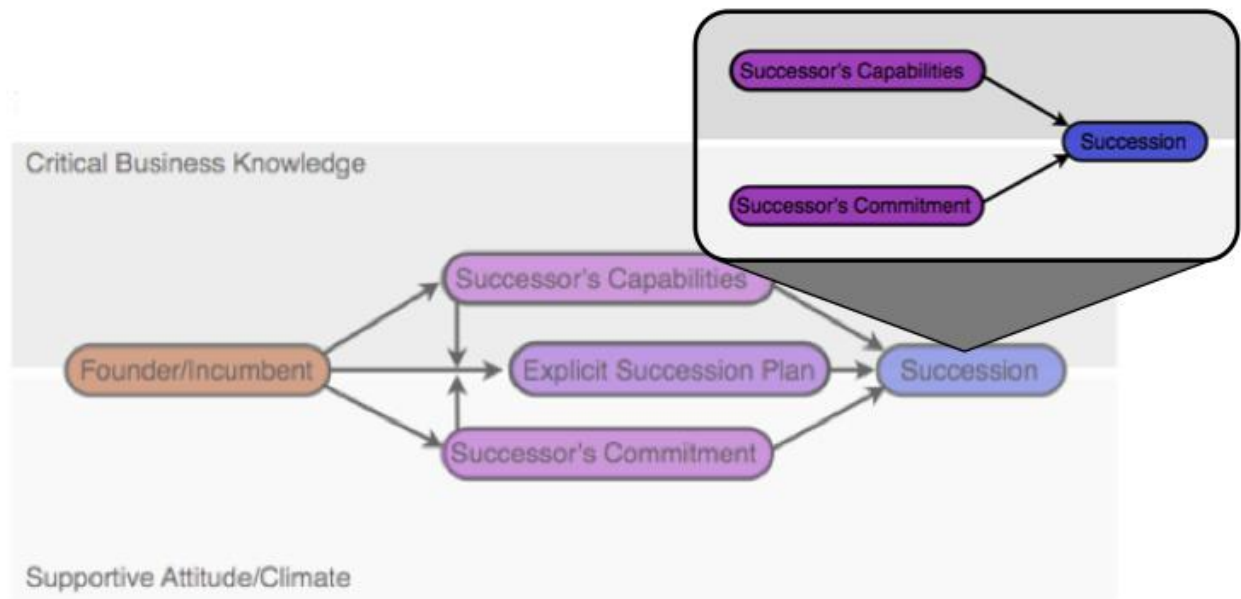 Successor's Capabilities
Succession
Successor's Commitment
Critical Business Knowledge
Successor's Capabilities
Founder/Incumbent
Explicit Succession Plan
Succession
Successor's Commitment
Supportive Attitude/Climate